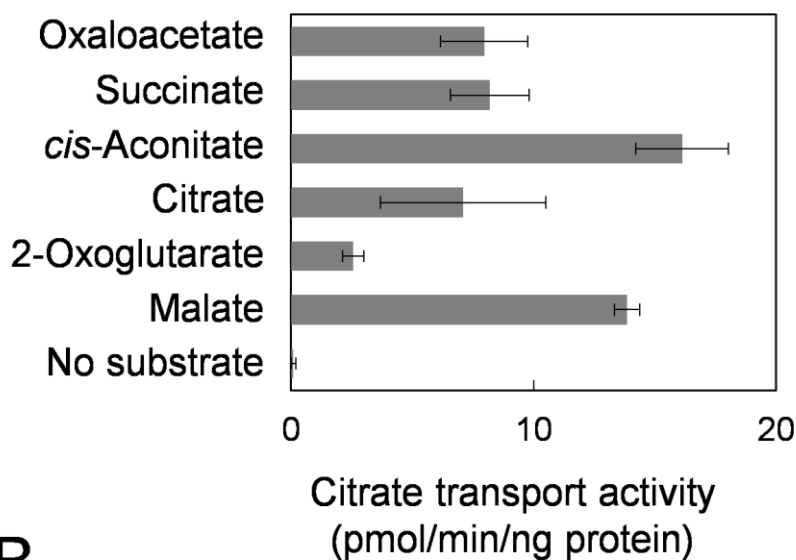 Oxaloacetate
Succinate
cis-Aconitate
Citrate
2-Oxoglutarate
Malate
No substrate
0 10 20
Citrate transport activity
(pmol/min/ng protein)